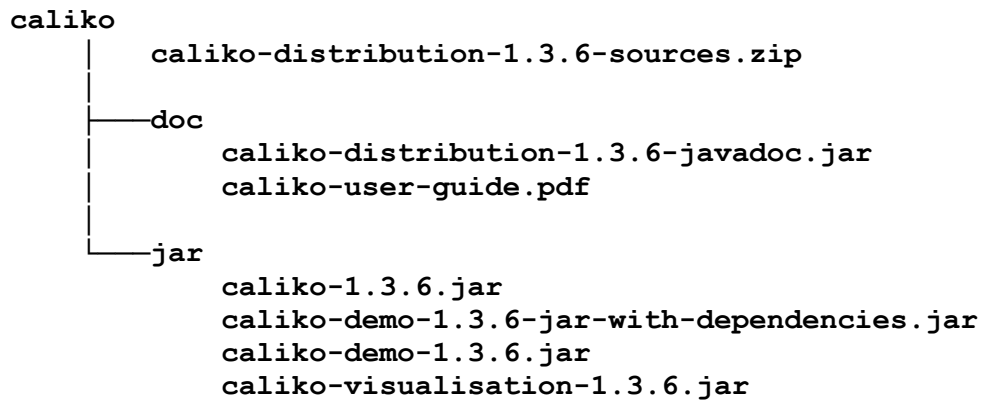 caliko
caliko-distribution-1.3.6-sources.zip
doc
caliko-distribution-1.3.6-javadoc.jar
caliko-user-guide.pdf
jar
caliko-1.3.6.jar
caliko-demo-1.3.6-jar-with-dependencies.jar
caliko-demo-1.3.6.jar
caliko-visualisation-1.3.6.jar